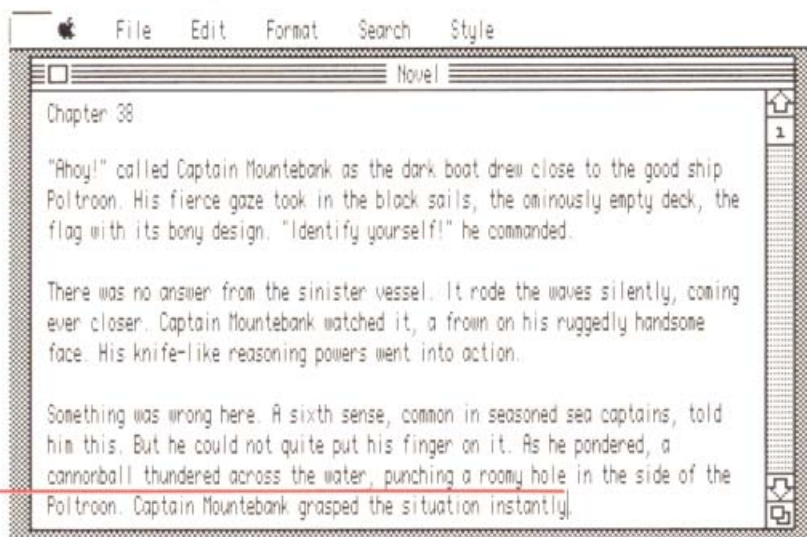 File Edit Format Search Style
Novel
Chapter 38
"Ahoy!" called Captain Mountebank as the dark boat drew close to the good ship
Poltroon. His fierce gaze took in the black sails, the ominously empty deck, the
flag with its bony design. "Identify yourself!" he commanded.
There was no answer from the sinister vessel. It rode the waves silently, coming
ever closer. Captain Mountebank watched it, a frown on his ruggedly handsome
face. His knife-like reasoning powers went into action.
Something was wrong here. A sixth sense, common in seasoned sea captains, told
him this. But he could not quite put his finger on it. As he pondered, a
cannonball thundered across the water, punching a roomy hole in the side of the
Poltroon. Captain Mountebank grasped the situation instantly.
1